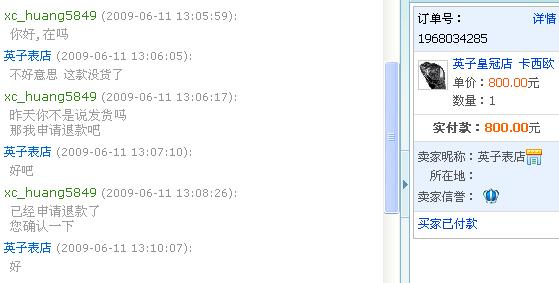 xc_huang5849 (2009-06-11 13:05:59):
你好,在吗
英子表店 (2009-06-11 13:06:05):
不好意思 这款没货了
xc_huang5849 (2009-06-11 13:06:17):
昨天你不是说发货吗
那我申请退款吧
英子表店 (2009-06-11 13:07:10):
好吧
xc_huang5849 (2009-06-11 13:08:26):
已经申请退款了
您确认一下
英子表店 (2009-06-11 13:10:07):
好
订单号： 详情
1968034285
英子皇冠店 卡西欧
单价：800.00元
数量：1
实付款：800.00元
卖家昵称：英子表店
所在地：
卖家信誉：
买家已付款